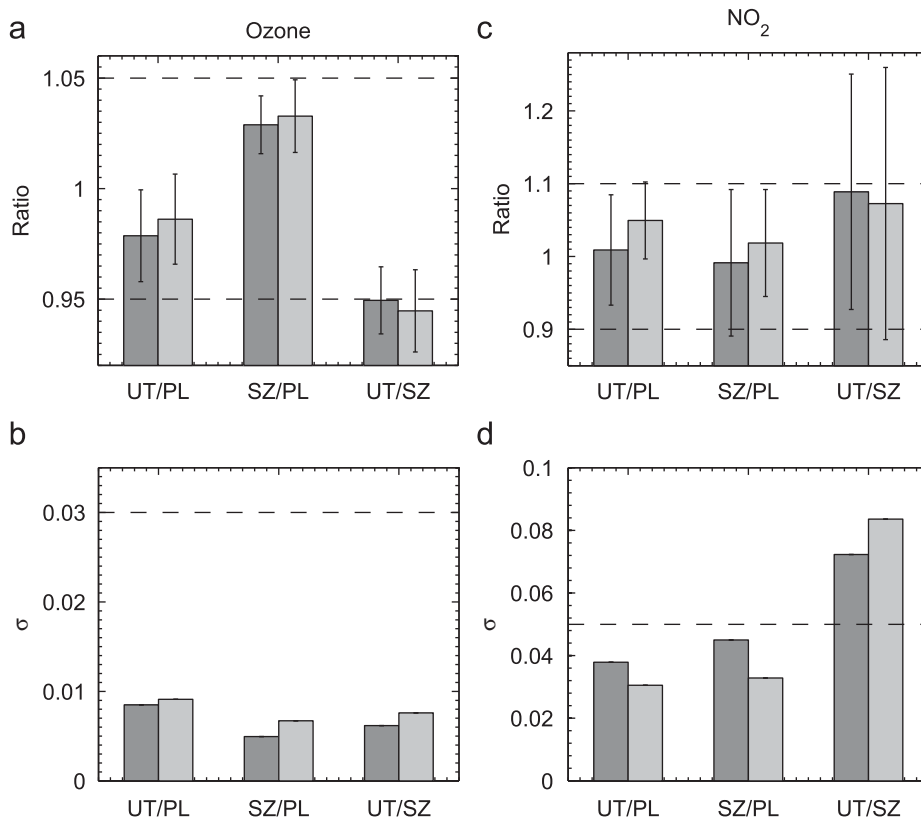 a
Ozone
Ratio
1.05
1
0.95
UT/PL SZ/PL UT/SZ
c
NO2
Ratio
1.2
1.1
1
0.9
UT/PL SZ/PL UT/SZ
b
σ
0.03
0.02
0.01
0
UT/PL SZ/PL UT/SZ
d
σ
0.1
0.08
0.06
0.04
0.02
0
UT/PL SZ/PL UT/SZ